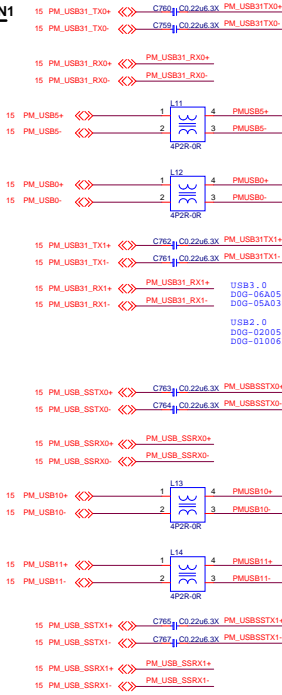 N1
15 PM_USB31_TX0+ C760 C0.22u6.3X PM_USB31TX0+
15 PM_USB31_TX0- C759 C0.22u6.3X PM_USB31TX0-
15 PM_USB31_RX0+ PM_USB31_RX0+
15 PM_USB31_RX0- PM_USB31_RX0-
L11
15 PM_USB5+ 1 4 PMUSB5+
15 PM_USB5- 2 3 PMUSB5-
4P2R-0R
L12
15 PM_USB0+ 1 4 PMUSB0+
15 PM_USB0- 2 3 PMUSB0-
4P2R-0R
15 PM_USB31_TX1+ C762 C0.22u6.3X PM_USB31TX1+
15 PM_USB31_TX1- C761 C0.22u6.3X PM_USB31TX1-
15 PM_USB31_RX1+ PM_USB31_RX1+
15 PM_USB31_RX1- PM_USB31_RX1-
USB3.0
D0G-06A05
D0G-05A03
USB2.0
D0G-02005
D0G-01006
15 PM_USB_SSTX0+ C763 C0.22u6.3X PM_USBSSTX0+
15 PM_USB_SSTX0- C764 C0.22u6.3X PM_USBSSTX0-
15 PM_USB_SSRX0+ PM_USB_SSRX0+
15 PM_USB_SSRX0- PM_USB_SSRX0-
L13
15 PM_USB10+ 1 4 PMUSB10+
15 PM_USB10- 2 3 PMUSB10-
4P2R-0R
L14
15 PM_USB11+ 1 4 PMUSB11+
15 PM_USB11- 2 3 PMUSB11-
4P2R-0R
15 PM_USB_SSTX1+ C765 C0.22u6.3X PM_USBSSTX1+
15 PM_USB_SSTX1- C767 C0.22u6.3X PM_USBSSTX1-
15 PM_USB_SSRX1+ PM_USB_SSRX1+
15 PM_USB_SSRX1- PM_USB_SSRX1-